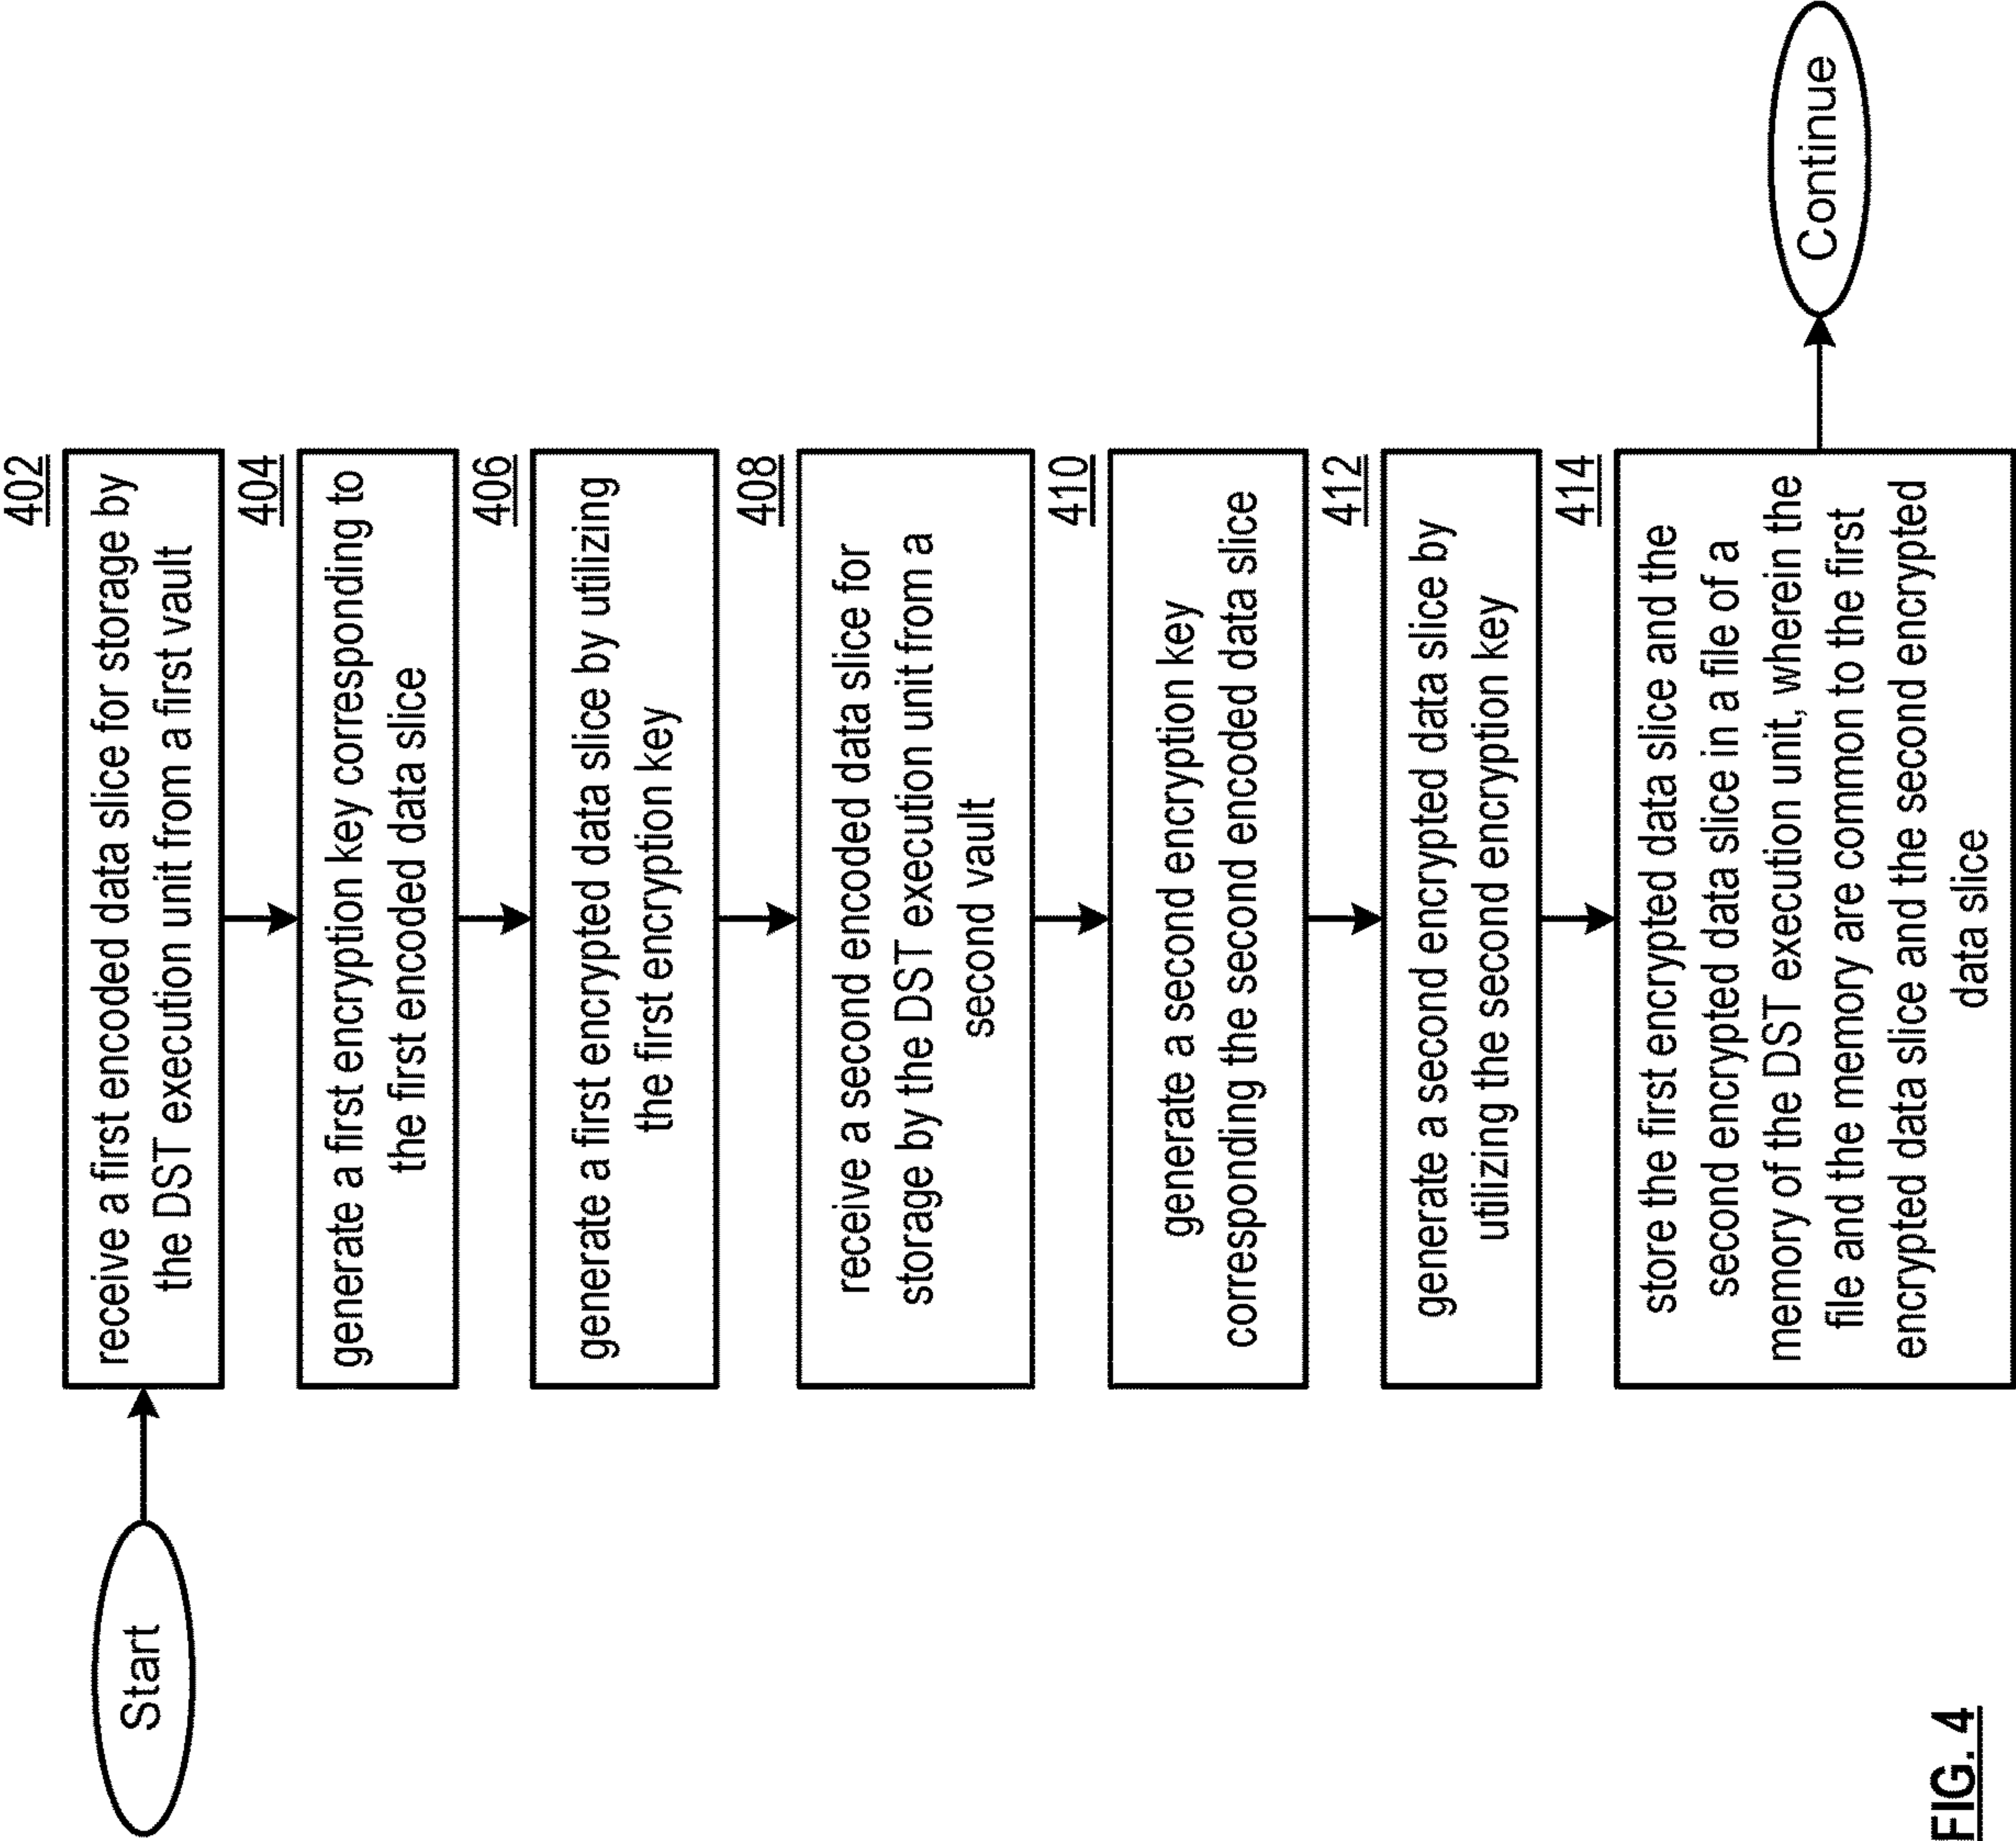 Start
402
receive a first encoded data slice for storage by
the DST execution unit from a first vault
404
generate a first encryption key corresponding to
the first encoded data slice
406
generate a first encrypted data slice by utilizing
the first encryption key
408
receive a second encoded data slice for
storage by the DST execution unit from a
second vault
410
generate a second encryption key
corresponding the second encoded data slice
412
generate a second encrypted data slice by
utilizing the second encryption key
414
store the first encrypted data slice and the
second encrypted data slice in a file of a
memory of the DST execution unit, wherein the
file and the memory are common to the first
encrypted data slice and the second encrypted
data slice
Continue
FIG. 4